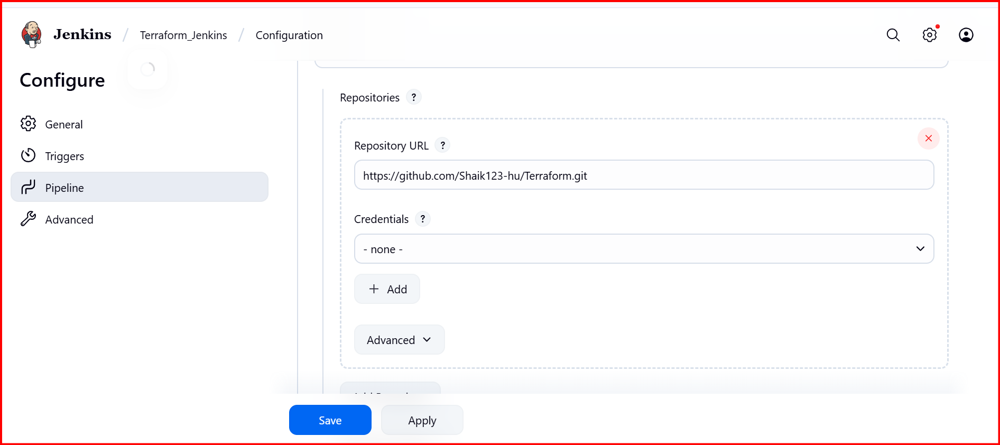 Jenkins / Terraform_Jenkins / Configuration
Configure
General
Triggers
Pipeline
Advanced
Repositories ?
Repository URL ?
https://github.com/Shaik123-hu/Terraform.git
Credentials ?
- none -
+ Add
Advanced
Save
Apply